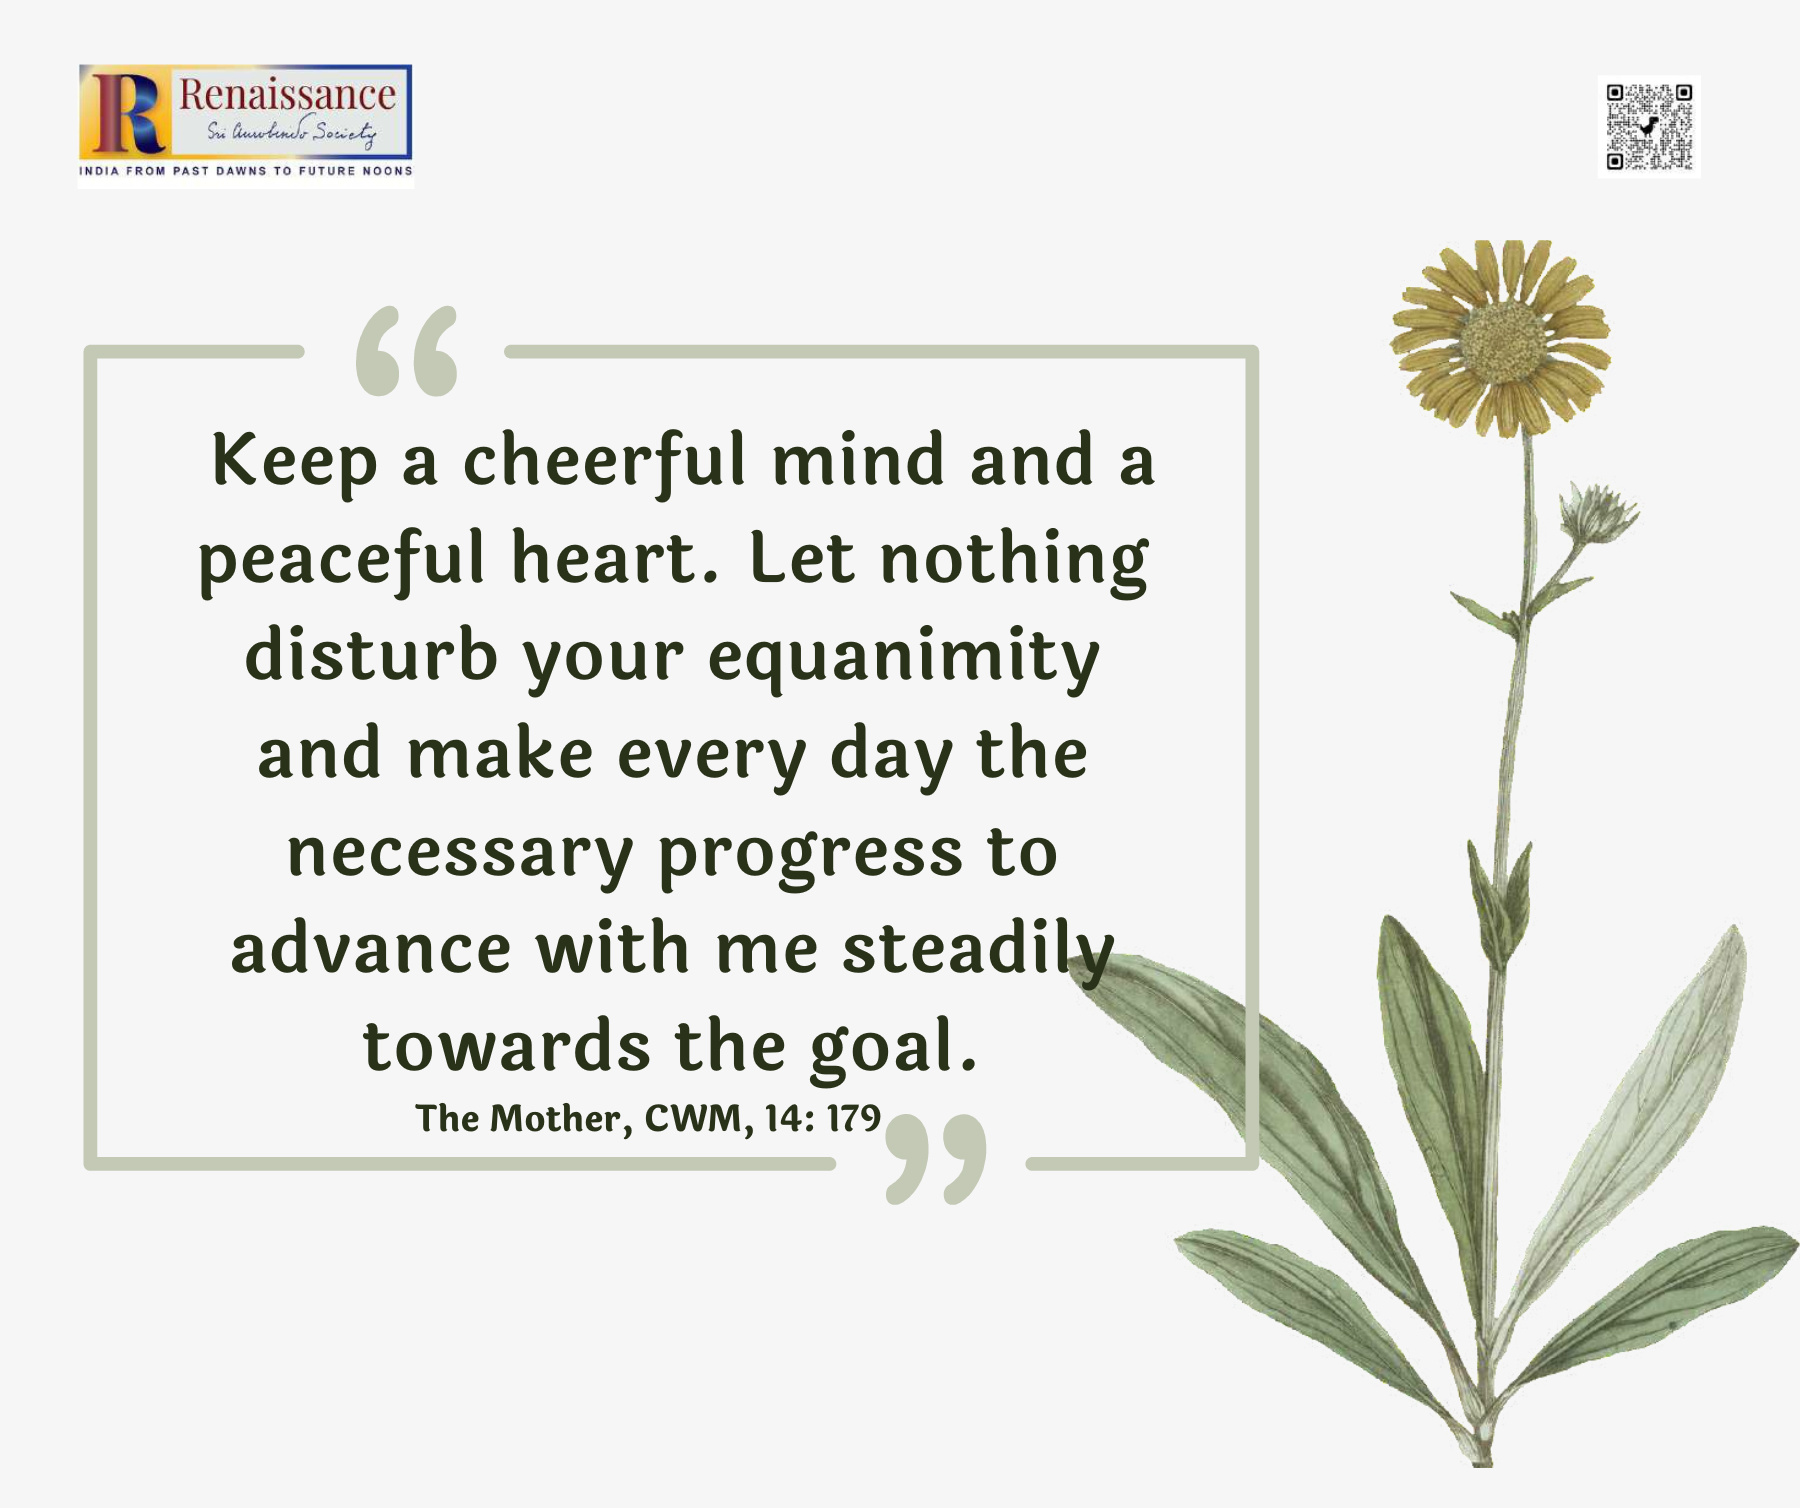 R Renaissance
Sri Aurobindo Society
INDIA FROM PAST DAWNS TO FUTURE NOONS
“
Keep a cheerful mind and a
peaceful heart. Let nothing
disturb your equanimity
and make every day the
necessary progress to
advance with me steadily
towards the goal.
The Mother, CWM, 14: 179
”